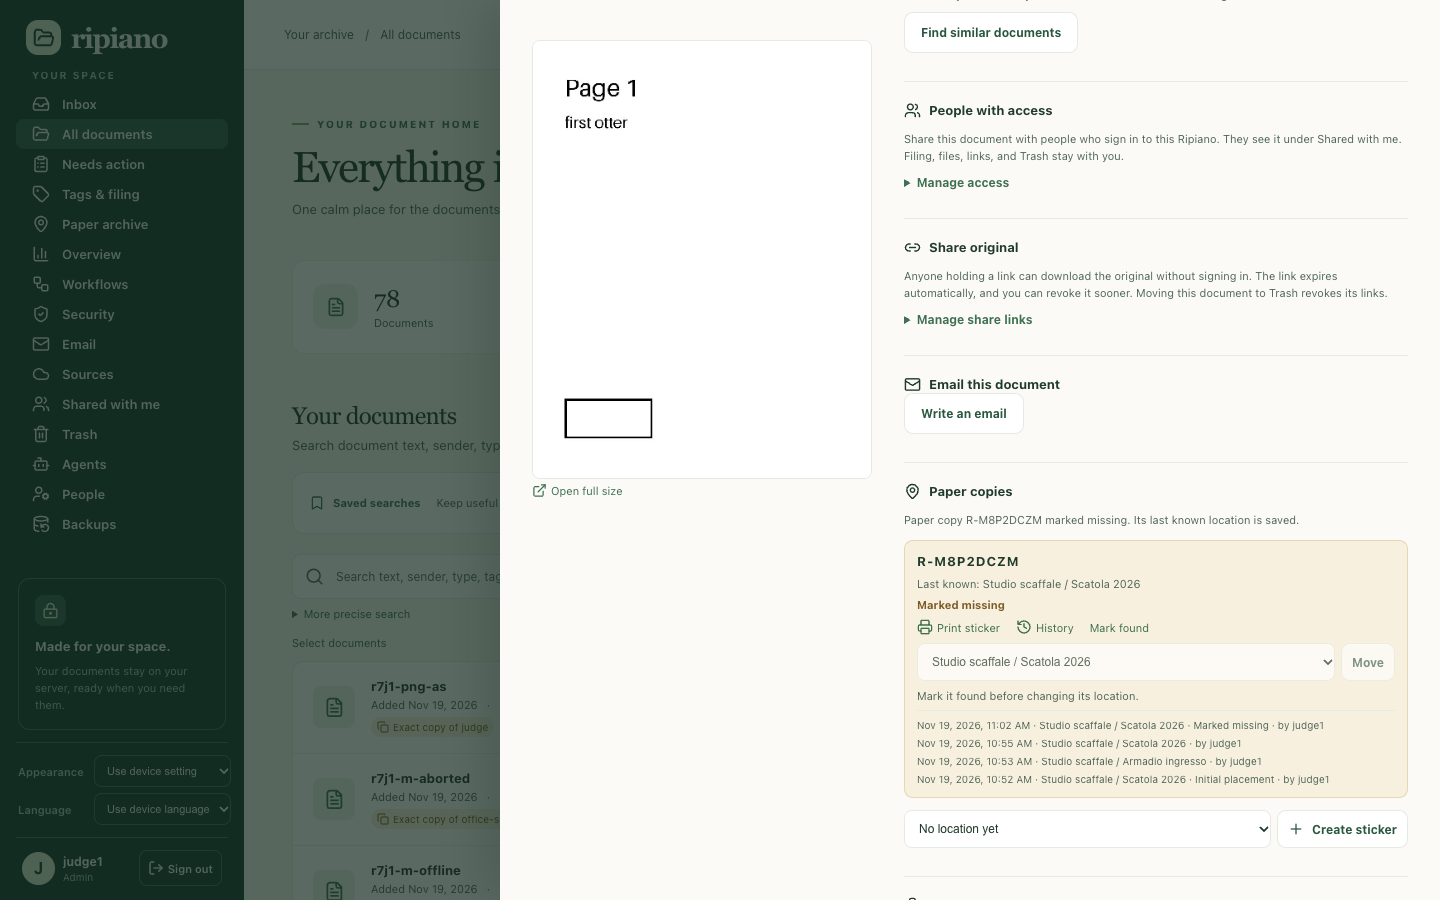 ripiano
YOUR SPACE
Inbox
All documents
Needs action
Tags & filing
Paper archive
Overview
Workflows
Security
Email
Sources
Shared with me
Trash
Agents
People
Backups
Made for your space.
Your documents stay on your
server, ready when you need
them.
Appearance
Use device setting
Language
Use device language
J
judge1
Admin
Sign out
Your archive / All documents
YOUR DOCUMENT HOME
Everything
One calm place for the documents
78
Documents
Your documents
Search document text, sender, typ
Saved searches
Keep useful
Search text, sender, type, tag
More precise search
Select documents
r7j1-png-as
Added Nov 19, 2026 ·
Exact copy of judge
r7j1-m-aborted
Added Nov 19, 2026 ·
Exact copy of office-s
r7j1-m-offline
Added Nov 19, 2026 ·
Page 1
first otter
Open full size
Find similar documents
People with access
Share this document with people who sign in to this Ripiano. They see it under Shared with me.
Filing, files, links, and Trash stay with you.
Manage access
Share original
Anyone holding a link can download the original without signing in. The link expires
automatically, and you can revoke it sooner. Moving this document to Trash revokes its links.
Manage share links
Email this document
Write an email
Paper copies
Paper copy R-M8P2DCZM marked missing. Its last known location is saved.
R-M8P2DCZM
Last known: Studio scaffale / Scatola 2026
Marked missing
Print sticker
History
Mark found
Studio scaffale / Scatola 2026
Move
Mark it found before changing its location.
Nov 19, 2026, 11:02 AM · Studio scaffale / Scatola 2026 · Marked missing · by judge1
Nov 19, 2026, 10:55 AM · Studio scaffale / Scatola 2026 · by judge1
Nov 19, 2026, 10:53 AM · Studio scaffale / Armadio ingresso · by judge1
Nov 19, 2026, 10:52 AM · Studio scaffale / Scatola 2026 · Initial placement · by judge1
No location yet
Create sticker